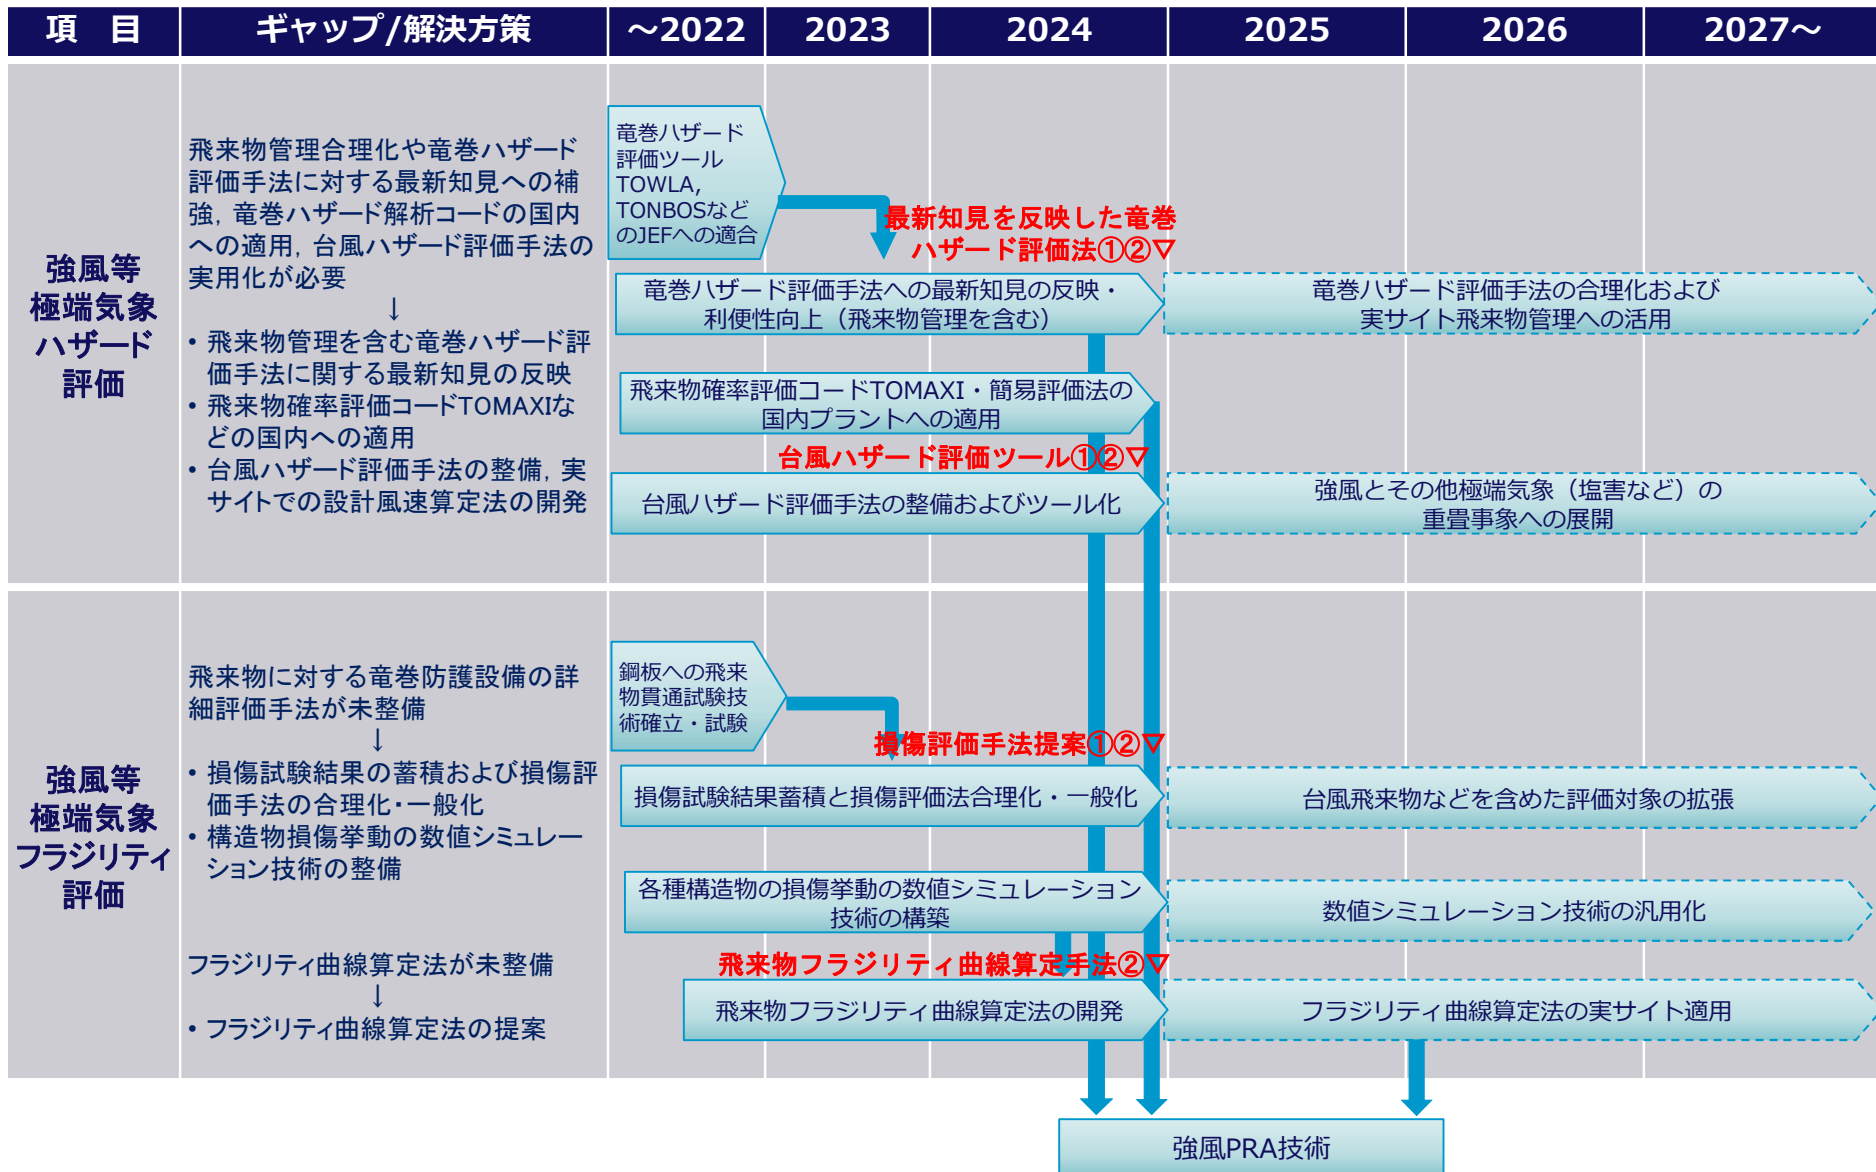 項　目
ギャップ/解決方策
～2022
2023
2024
2025
2026
2027～
強風等
極端気象
ハザード
評価
飛来物管理合理化や竜巻ハザード
評価手法に対する最新知見への補
強，竜巻ハザード解析コードの国内
への適用，台風ハザード評価手法の
実用化が必要
↓
• 飛来物管理を含む竜巻ハザード評
価手法に関する最新知見の反映
• 飛来物確率評価コードTOMAXIな
どの国内への適用
• 台風ハザード評価手法の整備，実
サイトでの設計風速算定法の開発
竜巻ハザード
評価ツール
TOWLA,
TONBOSなど
のJEFへの適合
最新知見を反映した竜巻
ハザード評価法①②▽
竜巻ハザード評価手法への最新知見の反映・
利便性向上（飛来物管理を含む）
竜巻ハザード評価手法の合理化および
実サイト飛来物管理への活用
飛来物確率評価コードTOMAXI・簡易評価法の
国内プラントへの適用
台風ハザード評価ツール①②▽
台風ハザード評価手法の整備およびツール化
強風とその他極端気象（塩害など）の
重畳事象への展開
強風等
極端気象
フラジリティ
評価
飛来物に対する竜巻防護設備の詳
細評価手法が未整備
↓
• 損傷試験結果の蓄積および損傷評
価手法の合理化・一般化
• 構造物損傷挙動の数値シミュレー
ション技術の整備
フラジリティ曲線算定法が未整備
↓
• フラジリティ曲線算定法の提案
鋼板への飛来
物貫通試験技
術確立・試験
損傷評価手法提案①②▽
損傷試験結果蓄積と損傷評価法合理化・一般化
台風飛来物などを含めた評価対象の拡張
各種構造物の損傷挙動の数値シミュレーション
技術の構築
数値シミュレーション技術の汎用化
飛来物フラジリティ曲線算定手法②▽
飛来物フラジリティ曲線算定法の開発
フラジリティ曲線算定法の実サイト適用
強風PRA技術